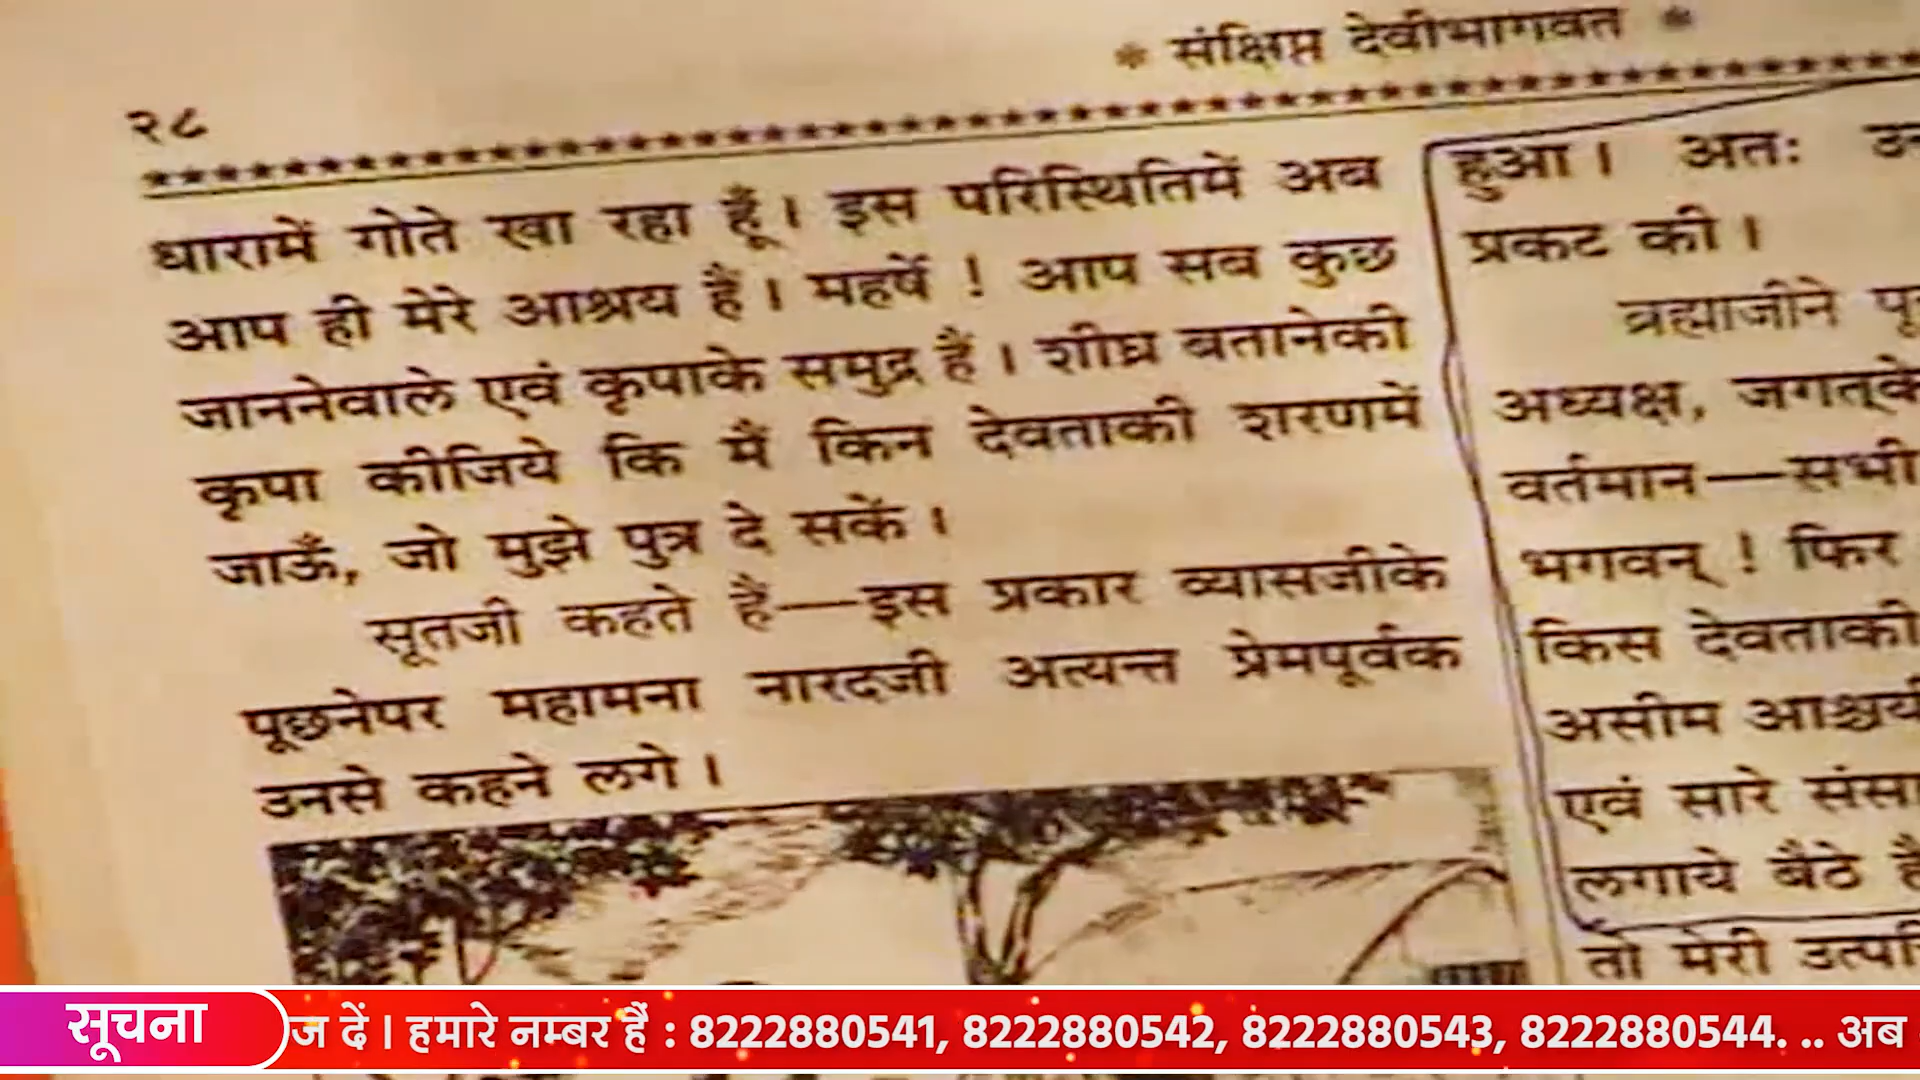 * संक्षिप्त देवीभागवत *
२८
धारामें गोते खा रहा हूँ। इस परिस्थितिमें अब
आप ही मेरे आश्रय हैं। महर्षे ! आप सब कुछ
जाननेवाले एवं कृपाके समुद्र हैं। शीघ्र बतानेकी
कृपा कीजिये कि मैं किन देवताकी शरणमें
जाऊँ, जो मुझे पुत्र दे सकें।
सूतजी कहते हैं—इस प्रकार व्यासजीके
पूछनेपर महामना नारदजी अत्यन्त प्रेमपूर्वक
उनसे कहने लगे।
हुआ। अतः
प्रकट की।
ब्रह्माजीने
अध्यक्ष, जगत्‌के
वर्तमान—सभी
भगवन् ! फिर
किस देवताकी
असीम
एवं सारे
लगाये बैठे
तो मेरी
सूचना
ज दें। हमारे नम्बर हैं : 8222880541, 8222880542, 8222880543, 8222880544. .. अब